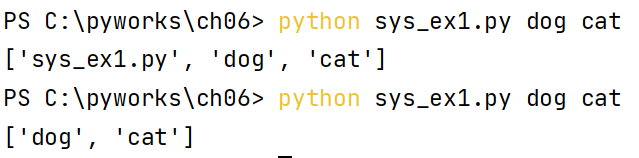 PS C:\pyworks\ch06> python sys_ex1.py dog cat
['sys_ex1.py', 'dog', 'cat']
PS C:\pyworks\ch06> python sys_ex1.py dog cat
['dog', 'cat']